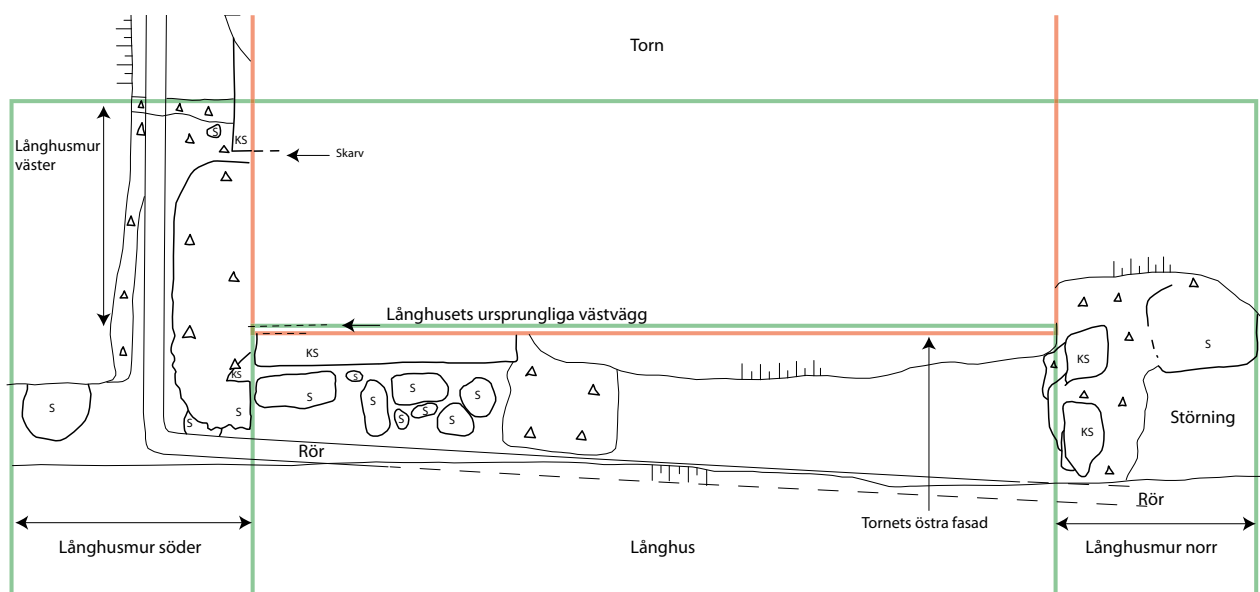 Torn
S
KS
Långhusmur
väster
Skarv
Långhusets ursprungliga västvägg
KS
KS
S
KS
S
S
S
S
S
S
S
S
S
S
S
KS
Störning
Rör
Rör
Tornets östra fasad
Långhusmur söder
Långhus
Långhusmur norr